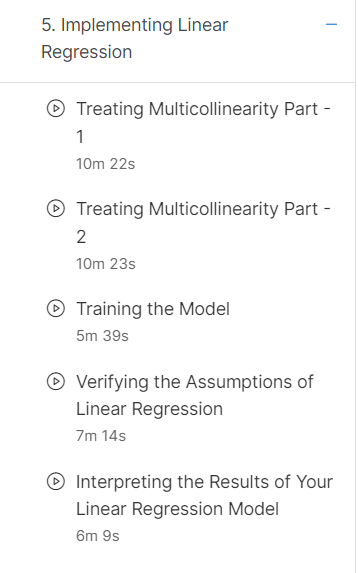 5. Implementing Linear
Regression
Treating Multicollinearity Part -
1
10m 22s
Treating Multicollinearity Part -
2
10m 23s
Training the Model
5m 39s
Verifying the Assumptions of
Linear Regression
7m 14s
Interpreting the Results of Your
Linear Regression Model
6m 9s